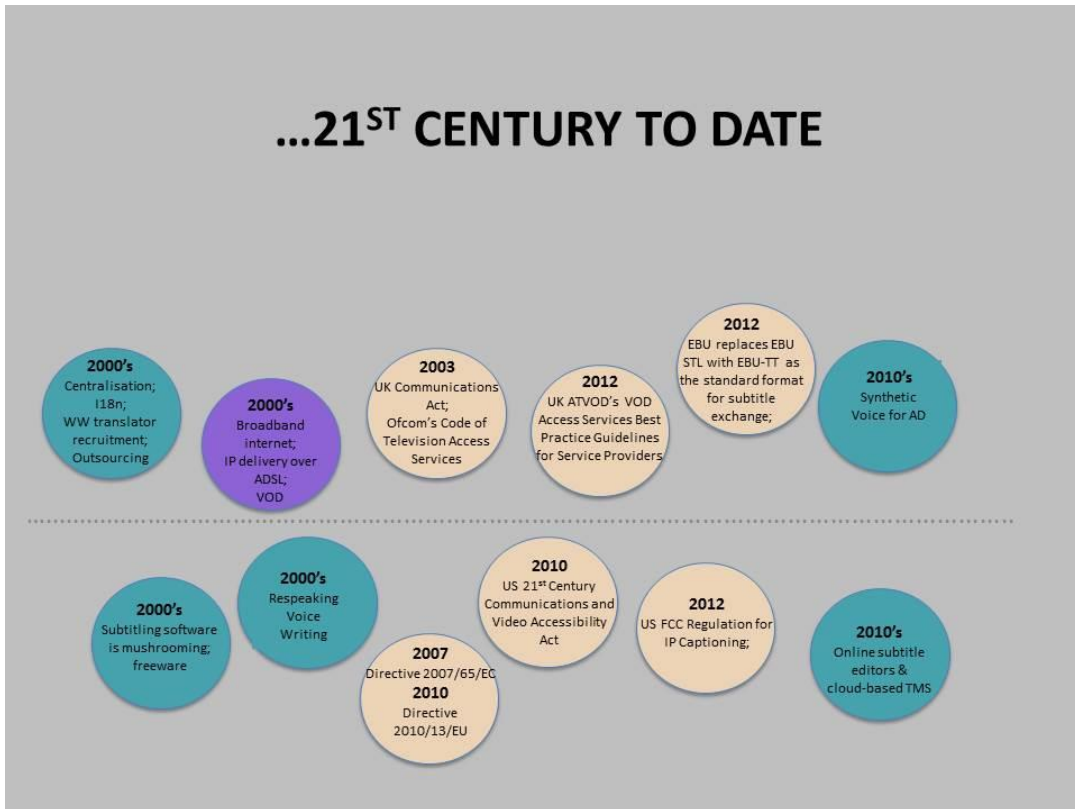 ...21ST CENTURY TO DATE
2000's
Centralisation;
I18n;
WW translator
recruitment;
Outsourcing
2000's
Broadband
internet;
IP delivery over
ADSL;
VOD
2003
UK Communications
Act;
Ofcom's Code of
Television Access
Services
2012
UK ATVOD's VOD
Access Services Best
Practice Guidelines
for Service Providers
2012
EBU replaces EBU
STL with EBU-TT as
the standard format
for subtitle
exchange;
2010's
Synthetic
Voice for AD
2000's
Subtitling software
is mushrooming;
freeware
2000's
Respeaking
Voice
Writing
2007
Directive 2007/65/EC
2010
Directive
2010/13/EU
2010
US 21st Century
Communications and
Video Accessibility
Act
2012
US FCC Regulation for
IP Captioning;
2010's
Online subtitle
editors &
cloud-based TMS